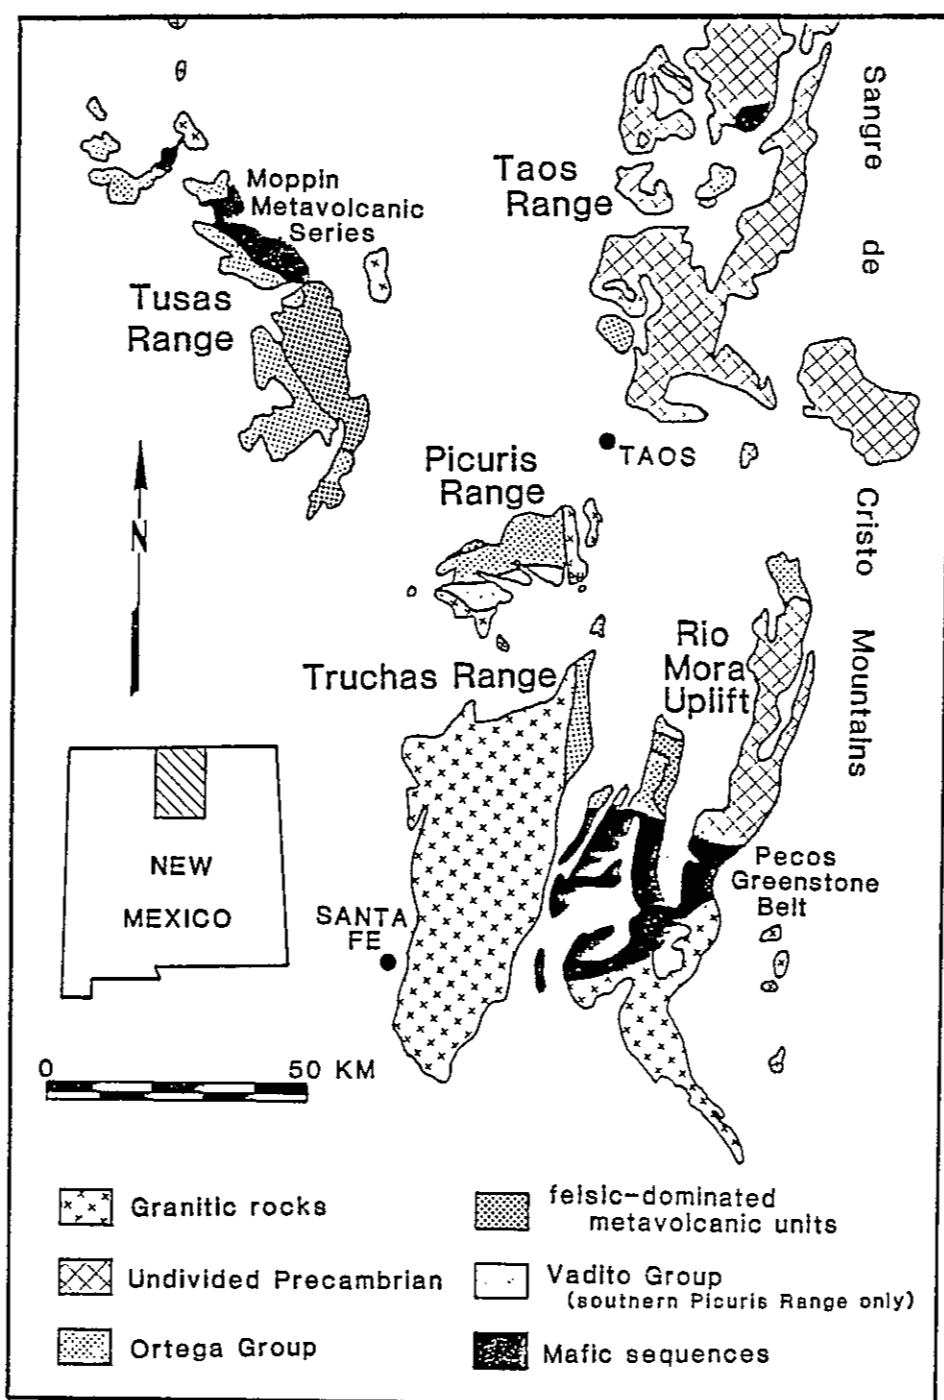 Sangre de Cristo Mountains
Moppin
Metavolcanic
Series
Taos
Range
Tusas
Range
TAOS
Picuris
Range
N
Truchas Range
Rio
Mora
Uplift
NEW
MEXICO
SANTA
FE
Pecos
Greenstone
Belt
0 50 KM
Granitic rocks
Undivided Precambrian
Ortega Group
felsic-dominated
metavolcanic units
Vadito Group
(southern Picuris Range only)
Mafic sequences